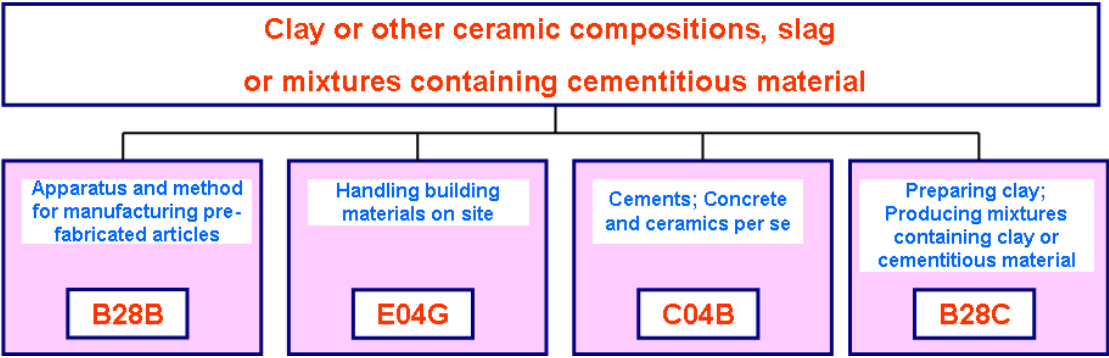 Clay or other ceramic compositions, slag
or mixtures containing cementitious material
Apparatus and method
for manufacturing pre-
fabricated articles
B28B
Handling building
materials on site
E04G
Cements; Concrete
and ceramics per se
C04B
Preparing clay;
Producing mixtures
containing clay or
cementitious material
B28C